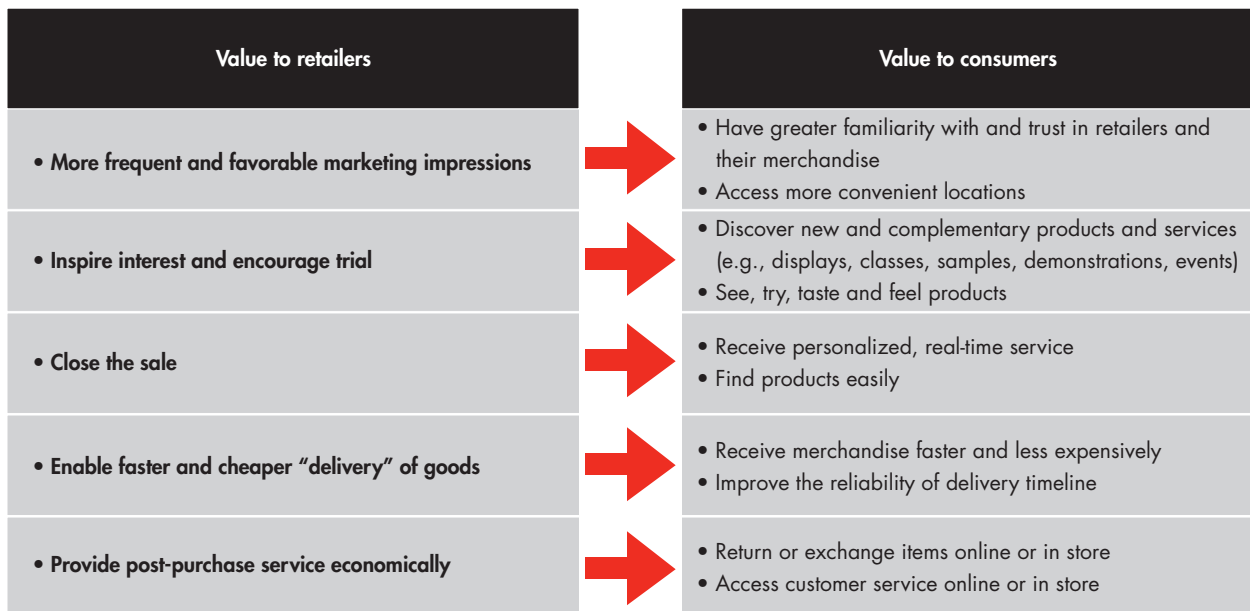 Value to retailers
Value to consumers
• More frequent and favorable marketing impressions
• Have greater familiarity with and trust in retailers and
their merchandise
• Access more convenient locations
• Inspire interest and encourage trial
• Discover new and complementary products and services
(e.g., displays, classes, samples, demonstrations, events)
• See, try, taste and feel products
• Close the sale
• Receive personalized, real-time service
• Find products easily
• Enable faster and cheaper “delivery” of goods
• Receive merchandise faster and less expensively
• Improve the reliability of delivery timeline
• Provide post-purchase service economically
• Return or exchange items online or in store
• Access customer service online or in store